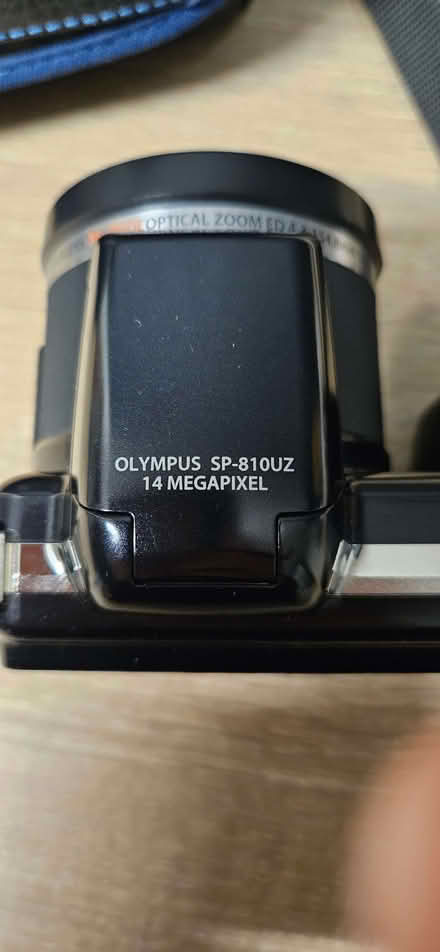 OPTICAL ZOOM ED
OLYMPUS SP-810UZ
14 MEGAPIXEL